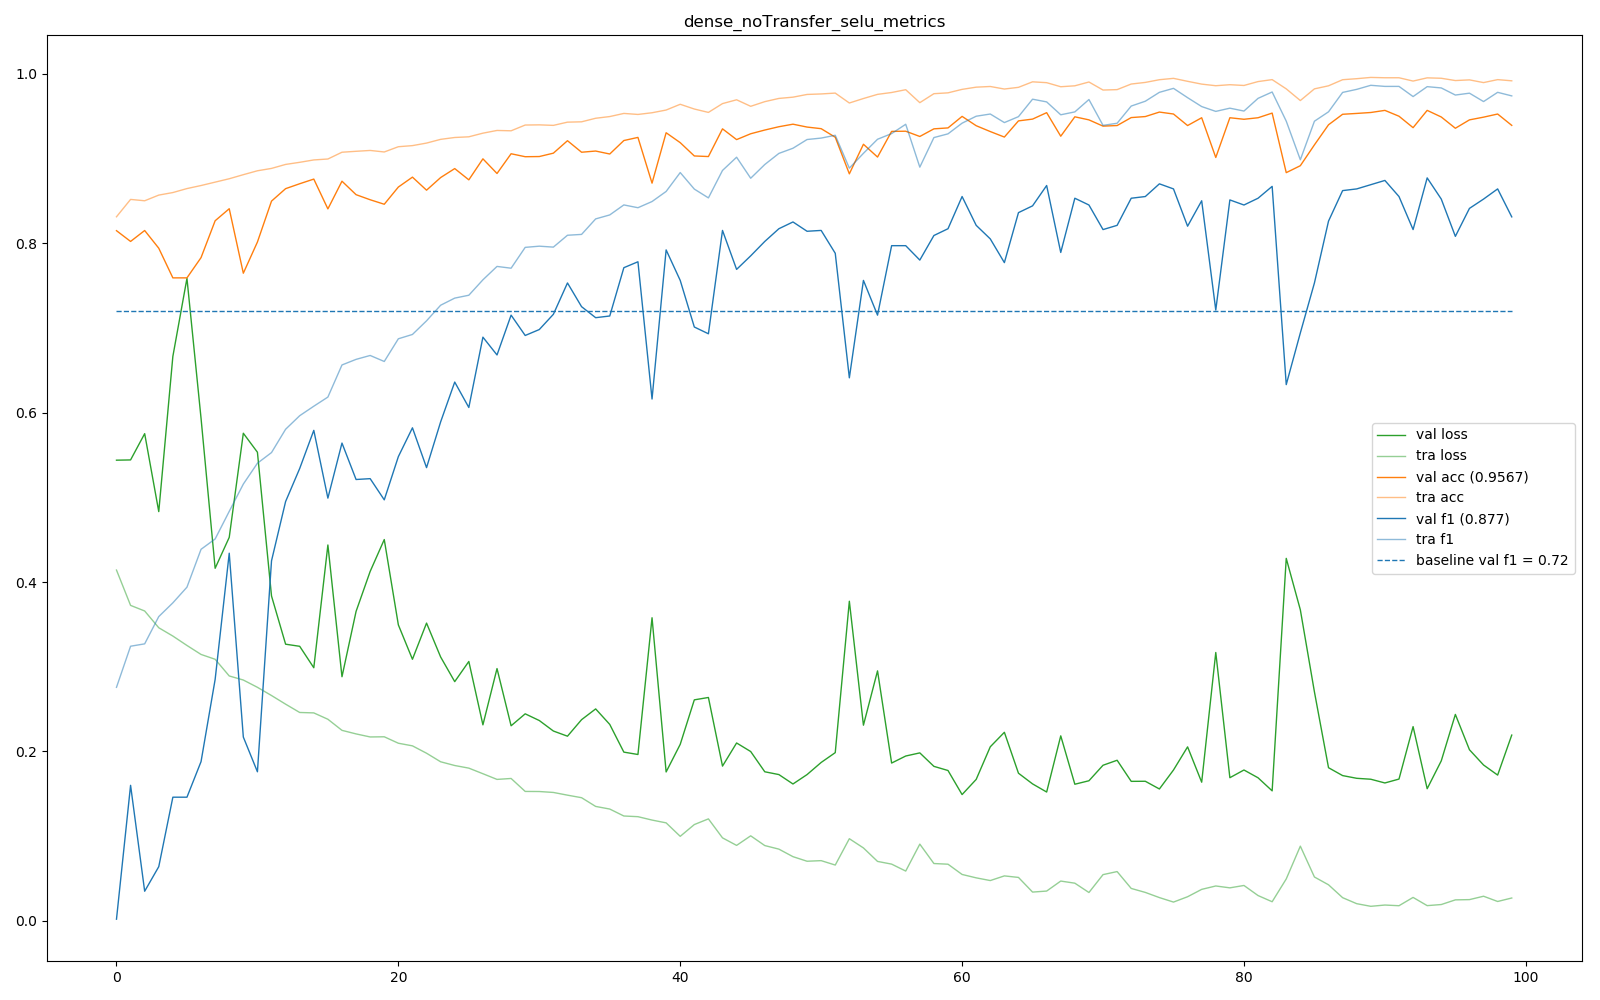 dense_noTransfer_selu_metrics
1.0
0.8
0.6
0.4
0.2
0.0
val loss
tra loss
val acc (0.9567)
tra acc
val f1 (0.877)
tra f1
baseline val f1 = 0.72
0 20 40 60 80 100